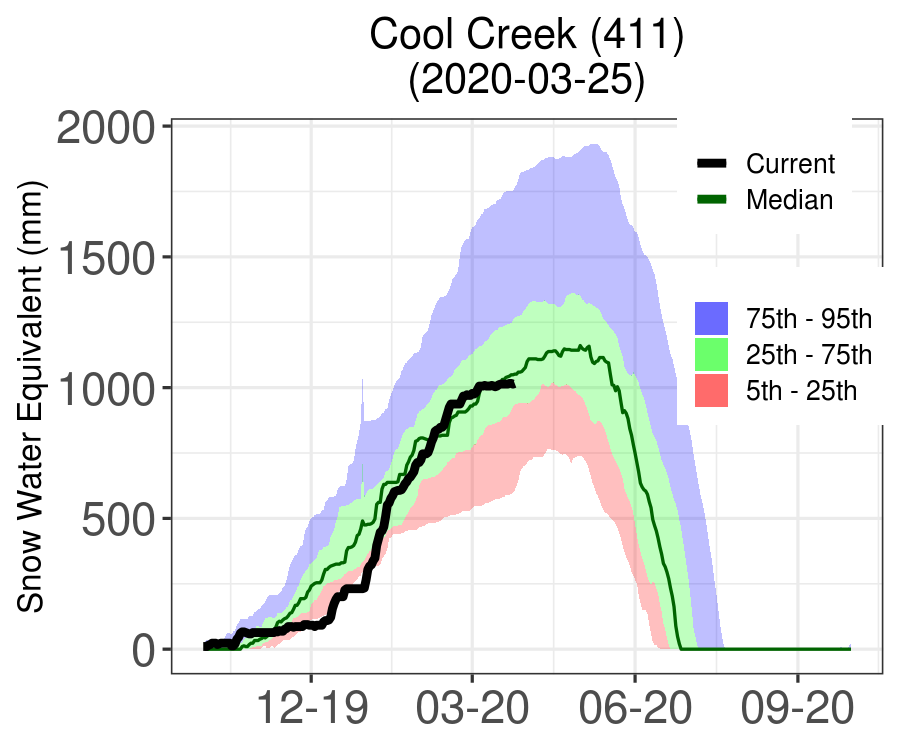 Cool Creek (411)
(2020-03-25)
Snow Water Equivalent (mm)
2000
1500
1000
500
0
12-19
03-20
06-20
09-20
Current
Median
75th - 95th
25th - 75th
5th - 25th